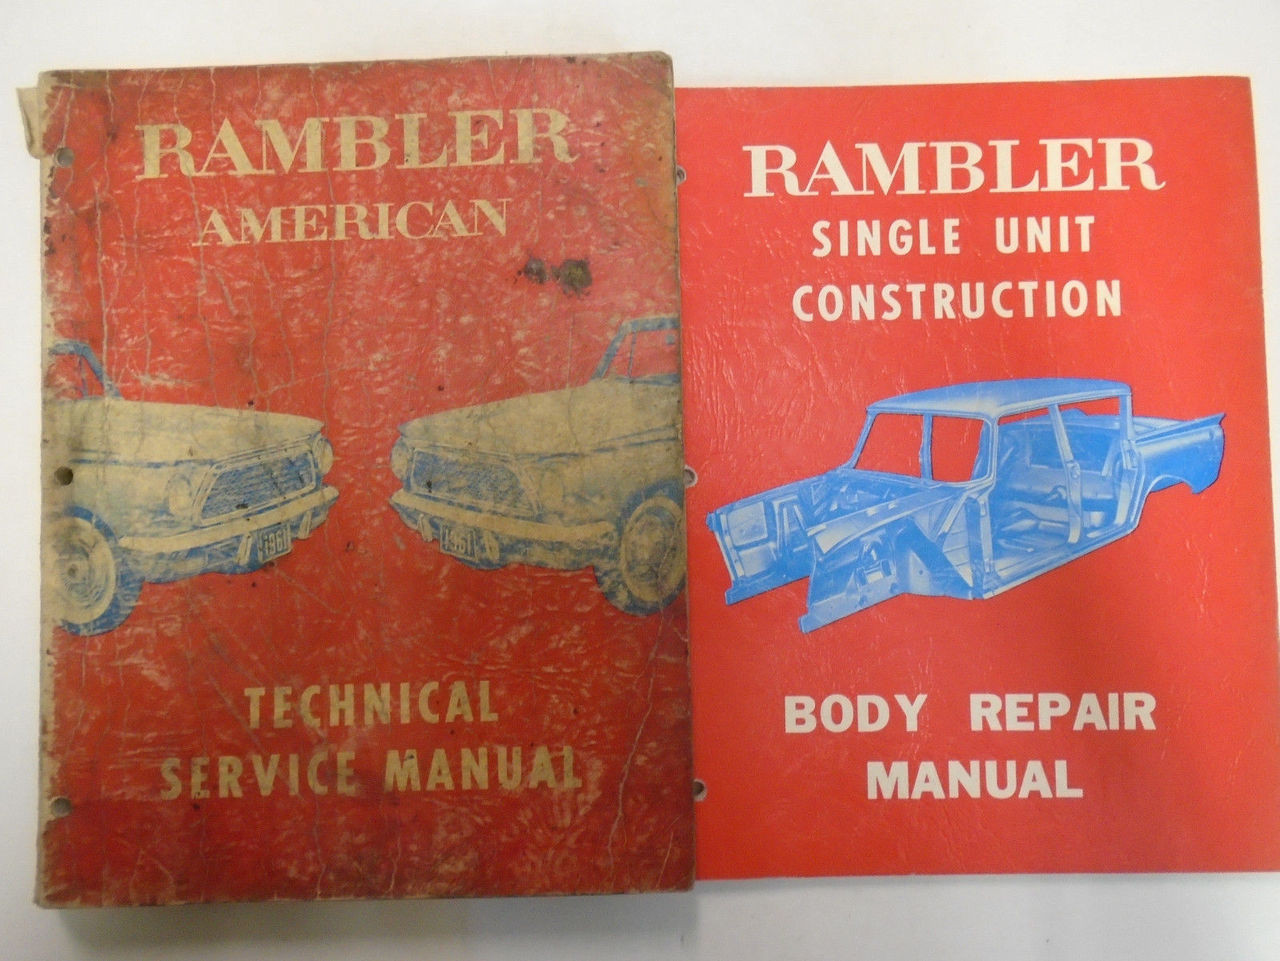 RAMBLER
AMERICAN
1961
1961
TECHNICAL
SERVICE MANUAL
RAMBLER
SINGLE UNIT
CONSTRUCTION
BODY REPAIR
MANUAL